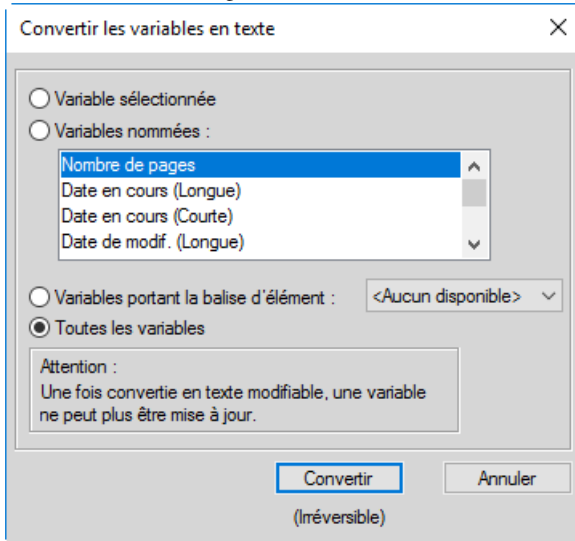 Convertir les variables en texte
Variable sélectionnée
Variables nommées :
Nombre de pages
Date en cours (Longue)
Date en cours (Courte)
Date de modif. (Longue)
Variables portant la balise d'élément : <Aucun disponible>
Toutes les variables
Attention :
Une fois convertie en texte modifiable, une variable
ne peut plus être mise à jour.
Convertir Annuler
(Irréversible)